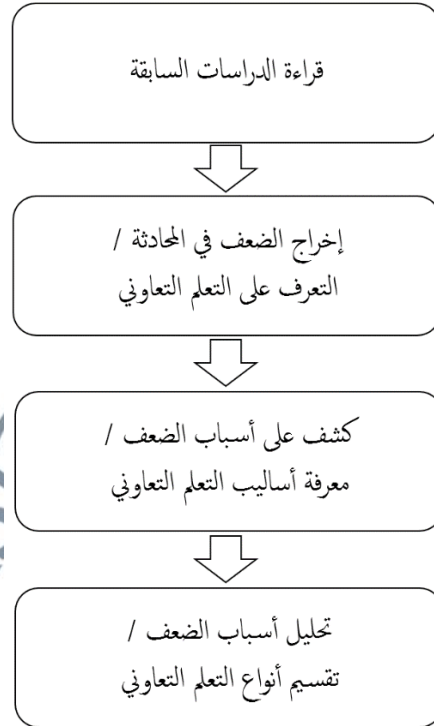 قراءة الدراسات السابقة
إخراج الضعف في المحادثة /
التعرف على التعلم التعاوني
كشف على أسباب الضعف /
معرفة أساليب التعلم التعاوني
تحليل أسباب الضعف /
تقسيم أنواع التعلم التعاوني